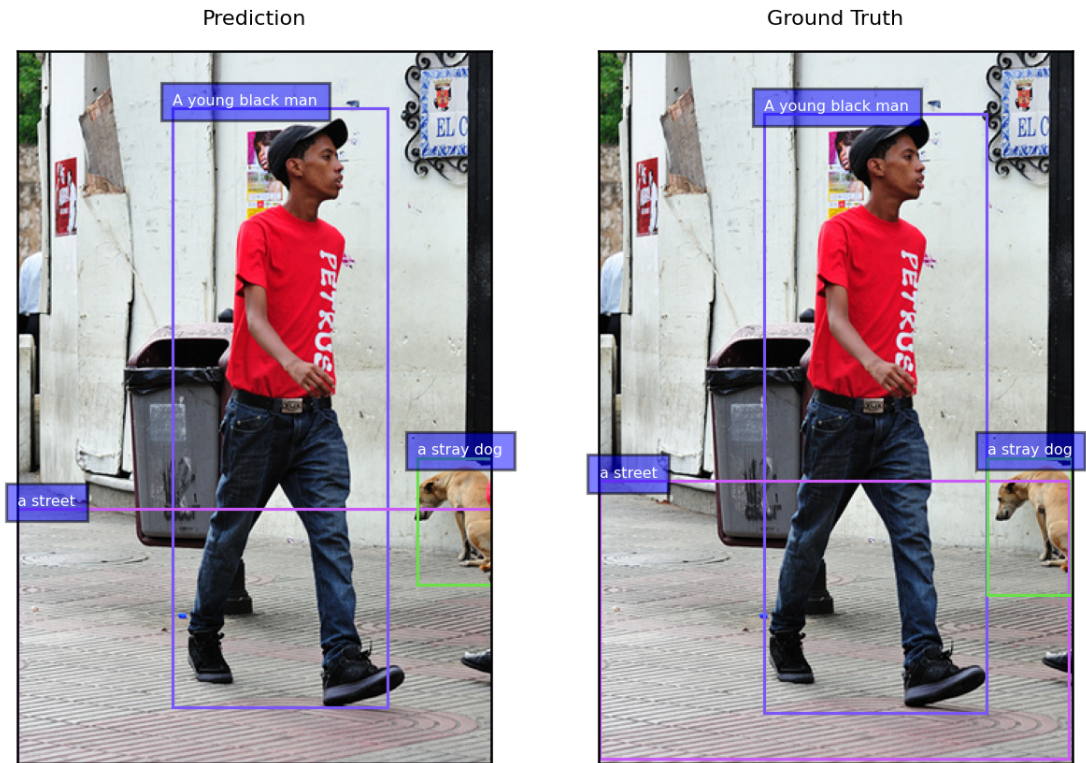 Prediction
Ground Truth
A young black man
A young black man
EL C
EL C
PETRUS
PETRUS
a stray dog
a stray dog
a street
a street